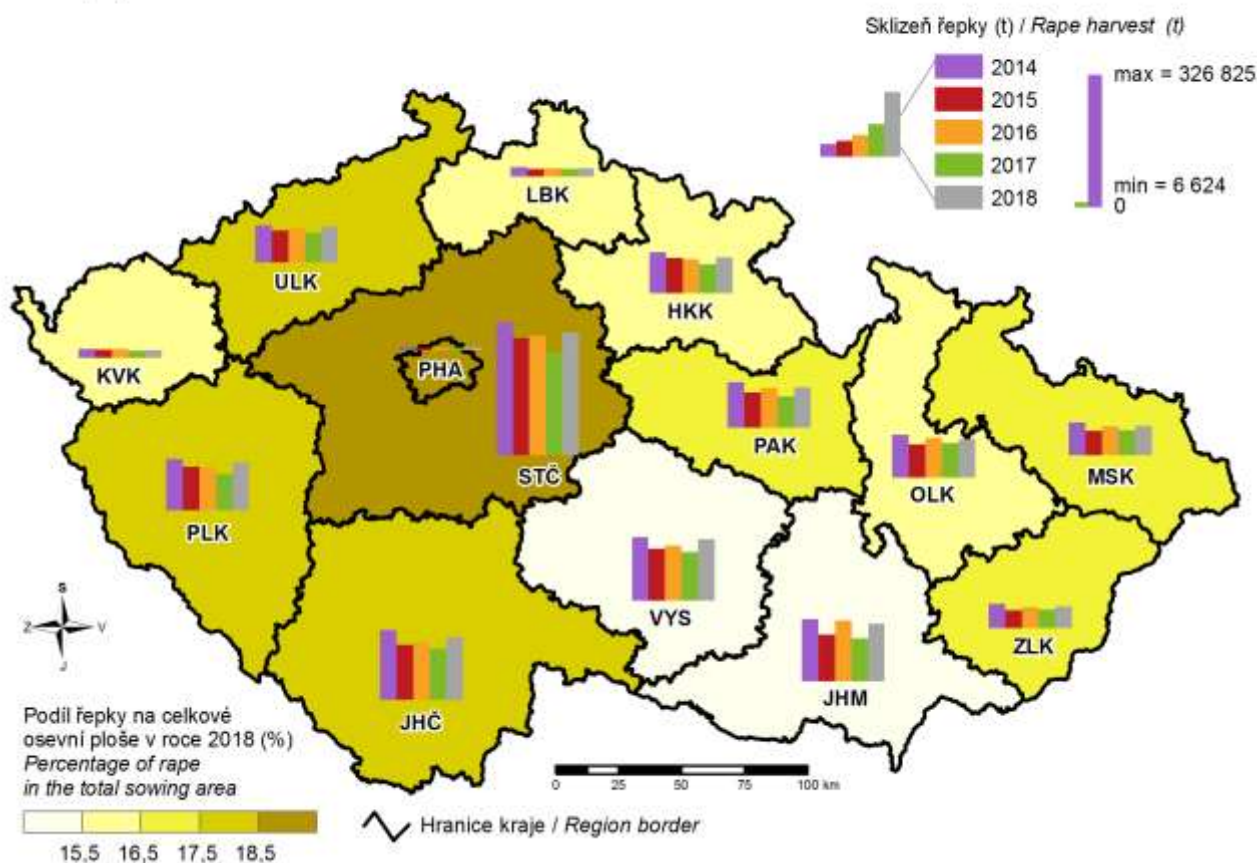 Sklizeň řepky (t) / Rape harvest (t)
2014
2015
2016
2017
2018
max = 326 825
min = 6 624
0
LBK
ULK
HKK
KVK
PHA
STČ
PAK
OLK
MSK
PLK
VYS
ZLK
JHČ
JHM
S
Z
V
J
Podíl řepky na celkové
osevní ploše v roce 2018 (%)
Percentage of rape
in the total sowing area
15,5 16,5 17,5 18,5
0 25 50 75 100 km
Hranice kraje / Region border